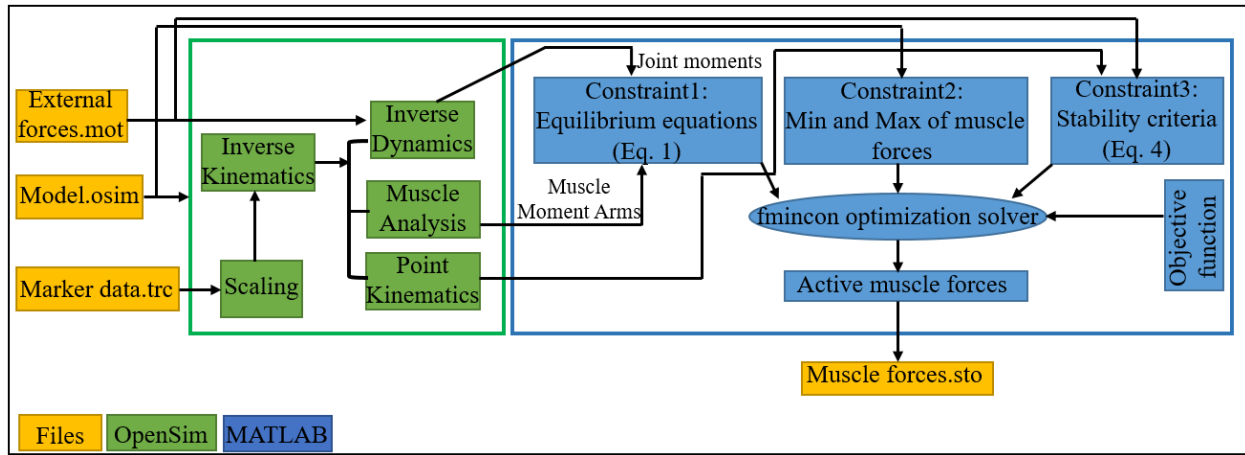 External
forces.mot
Model.osim
Marker data.trc
Inverse
Kinematics
Scaling
Inverse
Dynamics
Muscle
Analysis
Point
Kinematics
Joint moments
Muscle
Moment Arms
Constraint1:
Equilibrium equations
(Eq. 1)
Constraint2:
Min and Max of muscle
forces
Constraint3:
Stability criteria
(Eq. 4)
fmincon optimization solver
Objective
function
Active muscle forces
Muscle forces.sto
Files
OpenSim
MATLAB